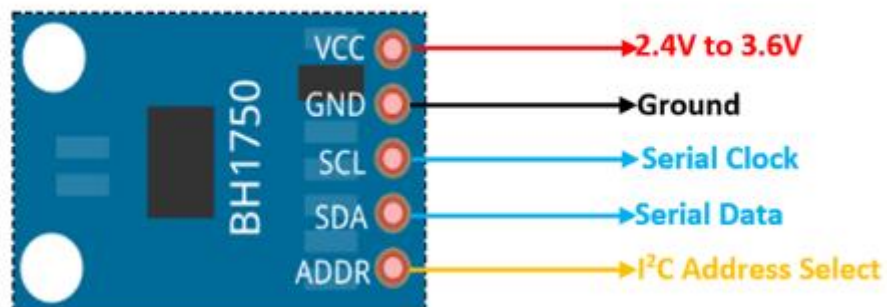 VCC 2.4V to 3.6V
GND Ground
SCL Serial Clock
SDA Serial Data
ADDR I²C Address Select
BH1750